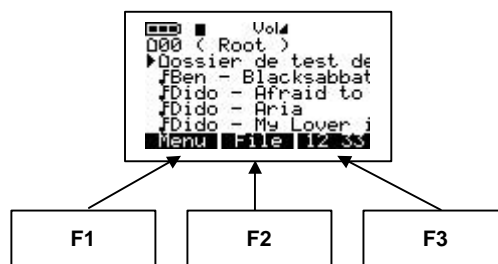 Vol
00 ( Root )
Dossier de test de
Ben - Blacksabbat
Dido - Afraid to
Dido - Aria
Dido - My Lover i
Menu File 12 33
F1 F2 F3